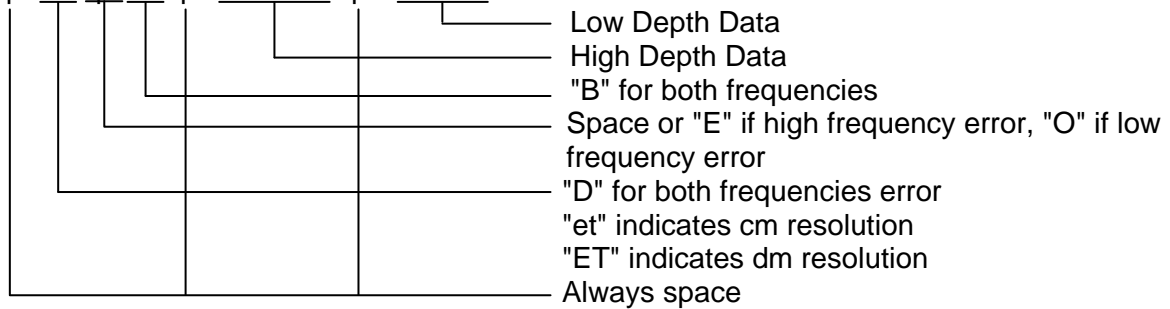 Low Depth Data
High Depth Data
"B" for both frequencies
Space or "E" if high frequency error, "O" if low
frequency error
"D" for both frequencies error
"et" indicates cm resolution
"ET" indicates dm resolution
Always space